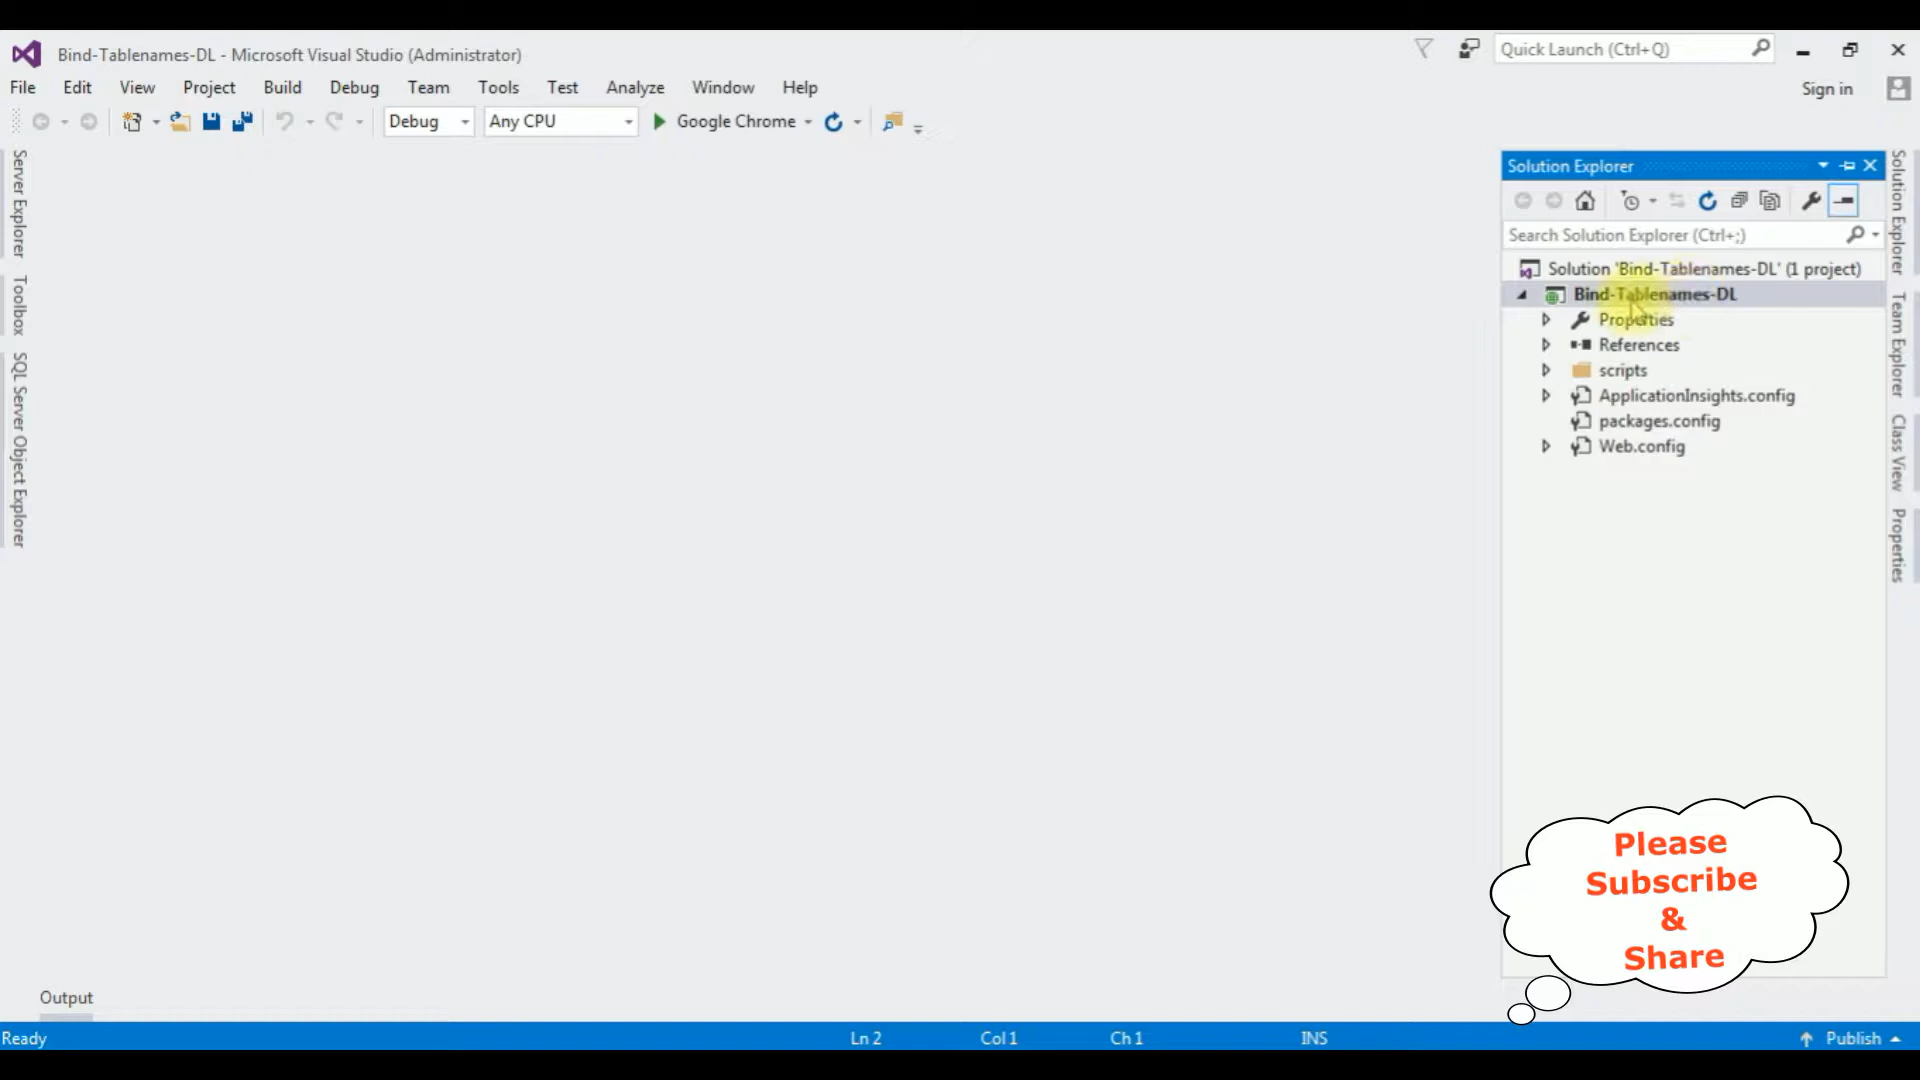 Bind-Tablenames-DL - Microsoft Visual Studio (Administrator)
Quick Launch (Ctrl+Q)
File Edit View Project Build Debug Team Tools Test Analyze Window Help
Sign in
Debug Any CPU Google Chrome
Server Explorer
Toolbox
SQL Server Object Explorer
Solution Explorer
Search Solution Explorer (Ctrl+;)
Solution 'Bind-Tablenames-DL' (1 project)
Bind-Tablenames-DL
Properties
References
scripts
ApplicationInsights.config
packages.config
Web.config
Solution Explorer
Team Explorer
Class View
Properties
Please
Subscribe
&
Share
Output
Ready Ln 2 Col 1 Ch 1 INS Publish